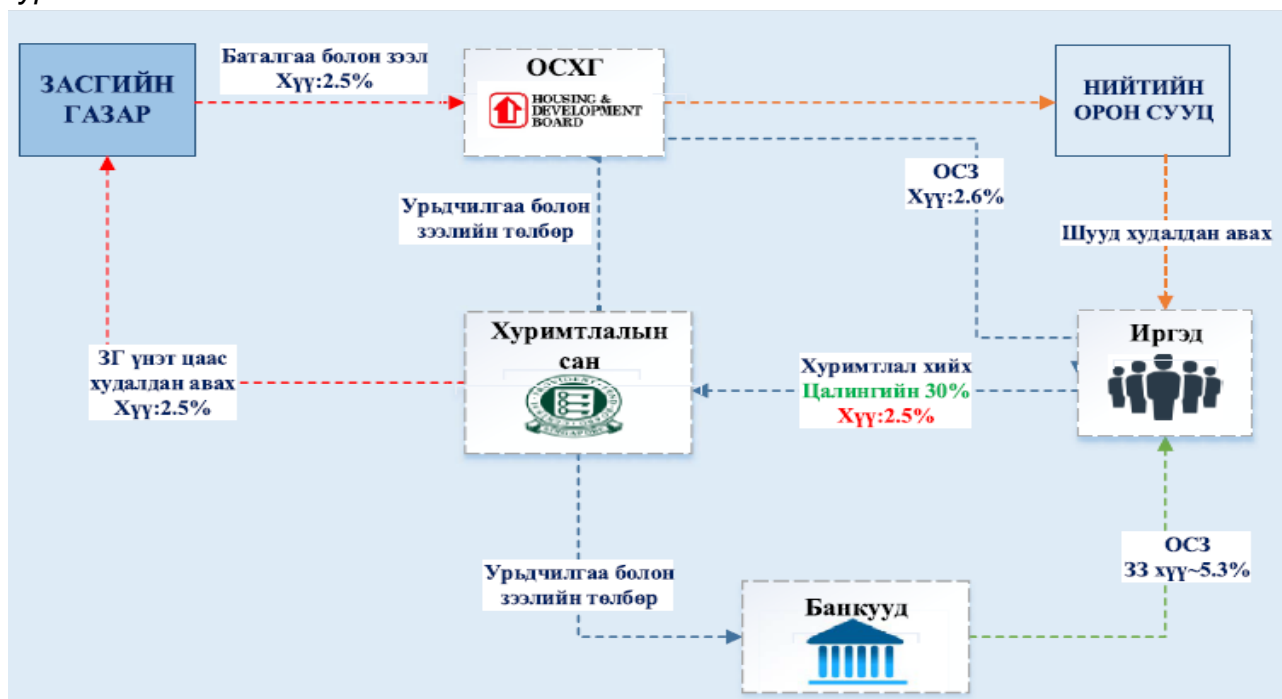 Баталгаа болон зээл
Хүү:2.5%
ЗАСГИЙН
ГАЗАР
ОСХГ
HOUSING &
DEVELOPMENT
BOARD
НИЙТИЙН
ОРОН СУУЦ
ОСЗ
Хүү:2.6%
Урьдчилгаа болон
зээлийн төлбөр
Шууд худалдан авах
ЗГ үнэт цаас
худалдан авах
Хүү:2.5%
Хуримтлалын
сан
Хуримтлал хийх
Цалингийн 30%
Хүү:2.5%
Иргэд
Урьдчилгаа болон
зээлийн төлбөр
Банкууд
ОСЗ
ЗЗ хүү~5.3%